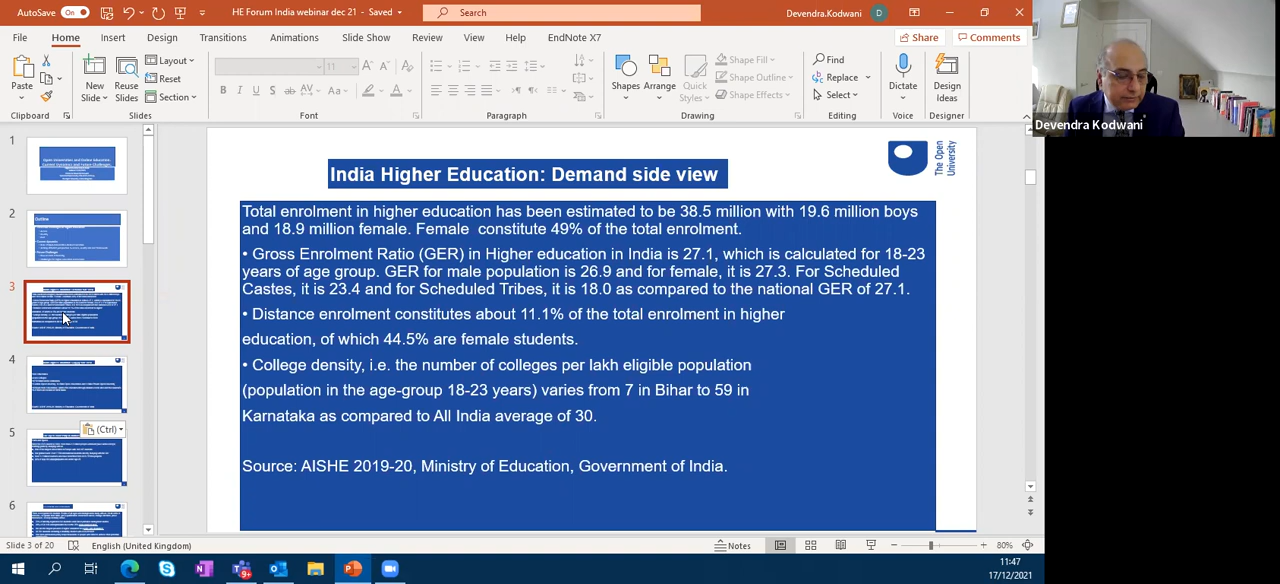 AutoSave On HE Forum India webinar dec 21 - Saved Search Devendra.Kodwani D
File Home Insert Design Transitions Animations Slide Show Review View Help EndNote X7 Share Comments
Paste
Clipboard
New Slide
Reuse Slides
Layout
Reset
Section
Slides
11
B I U S ab AV Aa A
Font
Paragraph
Shapes
Arrange
Quick Styles
Shape Fill
Shape Outline
Shape Effects
Drawing
Find
Replace
Select
Editing
Dictate
Voice
Design Ideas
Designer
Devendra Kodwani
1
2
Outline
3
4
(Ctrl)
5
6
The Open University
India Higher Education: Demand side view
Total enrolment in higher education has been estimated to be 38.5 million with 19.6 million boys
and 18.9 million female. Female constitute 49% of the total enrolment.
• Gross Enrolment Ratio (GER) in Higher education in India is 27.1, which is calculated for 18-23
years of age group. GER for male population is 26.9 and for female, it is 27.3. For Scheduled
Castes, it is 23.4 and for Scheduled Tribes, it is 18.0 as compared to the national GER of 27.1.
• Distance enrolment constitutes about 11.1% of the total enrolment in higher
education, of which 44.5% are female students.
• College density, i.e. the number of colleges per lakh eligible population
(population in the age-group 18-23 years) varies from 7 in Bihar to 59 in
Karnataka as compared to All India average of 30.
Source: AISHE 2019-20, Ministry of Education, Government of India.
Slide 3 of 20 English (United Kingdom) Notes 80%
11:47
17/12/2021